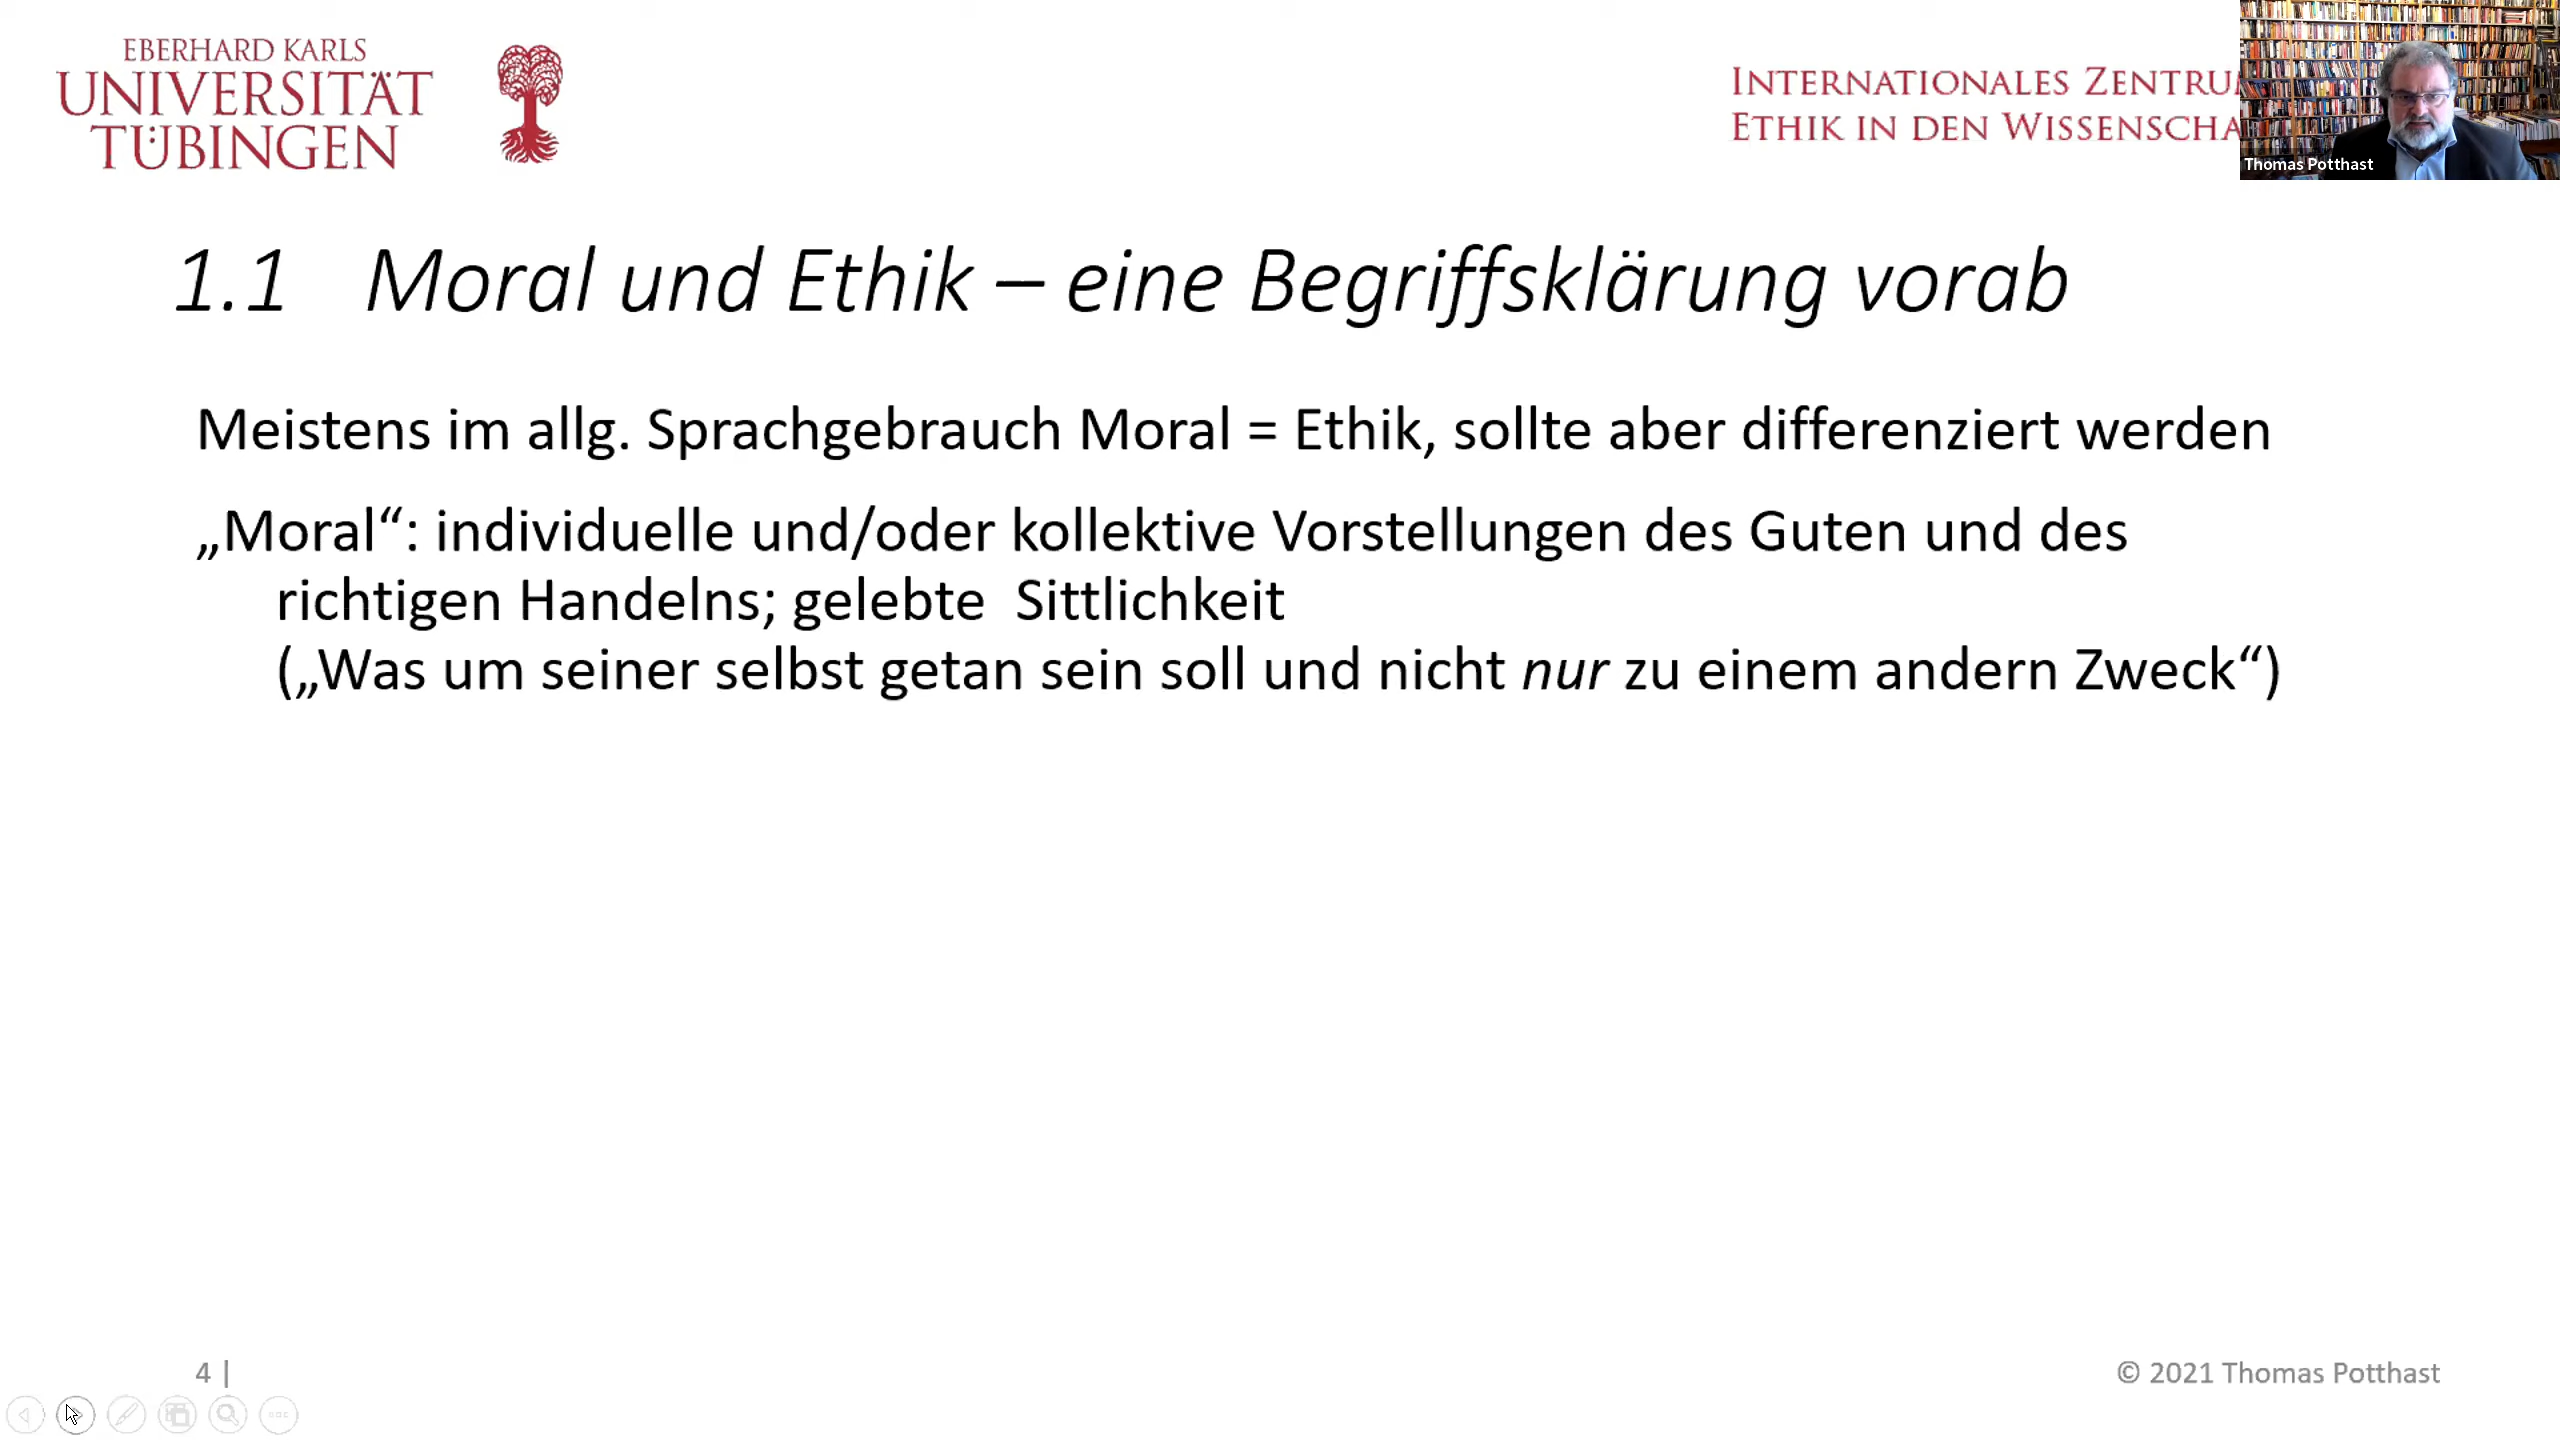 EBERHARD KARLS
UNIVERSITÄT
TÜBINGEN
INTERNATIONALES
ETHIK IN DEN
Thomas Potthast
1.1 Moral und Ethik – eine Begriffsklärung vorab
Meistens im allg. Sprachgebrauch Moral = Ethik, sollte aber differenziert werden
„Moral“: individuelle und/oder kollektive Vorstellungen des Guten und des
richtigen Handelns; gelebte Sittlichkeit
(„Was um seiner selbst getan sein soll und nicht nur zu einem andern Zweck“)
4 |
© 2021 Thomas Potthast